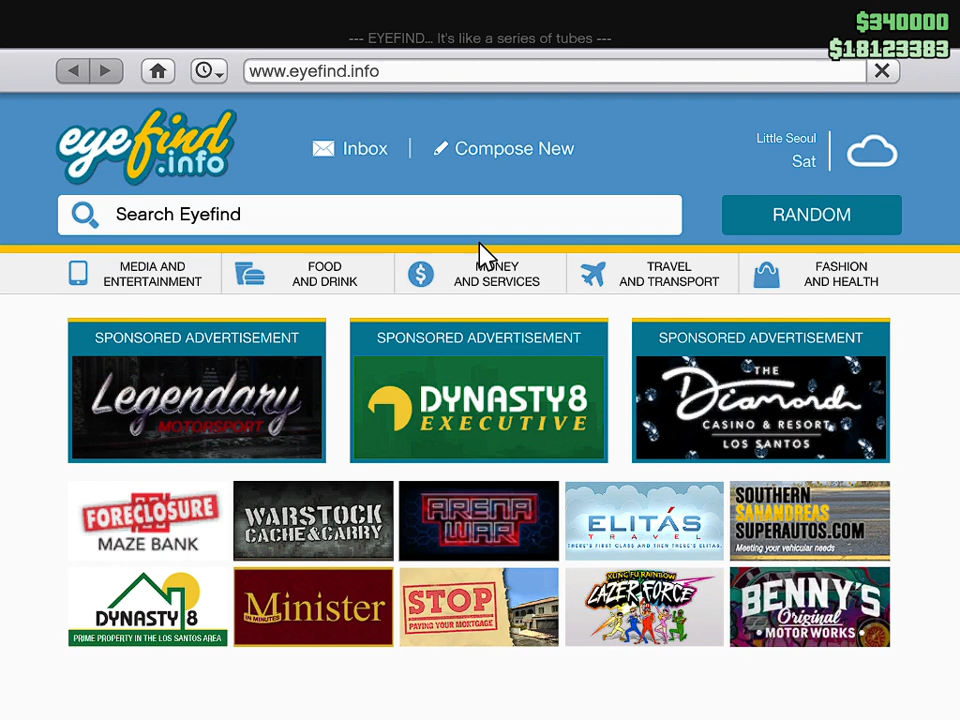 $340000
--- EYEFIND... It's like a series of tubes ---
$18123383
www.eyefind.info
eyefind
.info
Inbox
Compose New
Little Seoul
Sat
Search Eyefind
RANDOM
MEDIA AND
ENTERTAINMENT
FOOD
AND DRINK
MONEY
AND SERVICES
TRAVEL
AND TRANSPORT
FASHION
AND HEALTH
SPONSORED ADVERTISEMENT
Legendary
MOTORSPORT
SPONSORED ADVERTISEMENT
DYNASTY8
EXECUTIVE
SPONSORED ADVERTISEMENT
THE
Diamond
CASINO & RESORT
LOS SANTOS
FORECLOSURE
MAZE BANK
WARSTOCK
CACHE&CARRY
ARENA
WAR
ELITÁS
TRAVEL
THERE'S FIRST CLASS AND THEN THERE'S ELITAS.
SOUTHERN
SANANDREAS
SUPERAUTOS.COM
Meeting your vehicular needs
DYNASTY 8
PRIME PROPERTY IN THE LOS SANTOS AREA
Minister
IN MINUTES
STOP
PAYING YOUR MORTGAGE
KUNG FU RAINBOW
LAZER FORCE
BENNY'S
Original
MOTOR WORKS